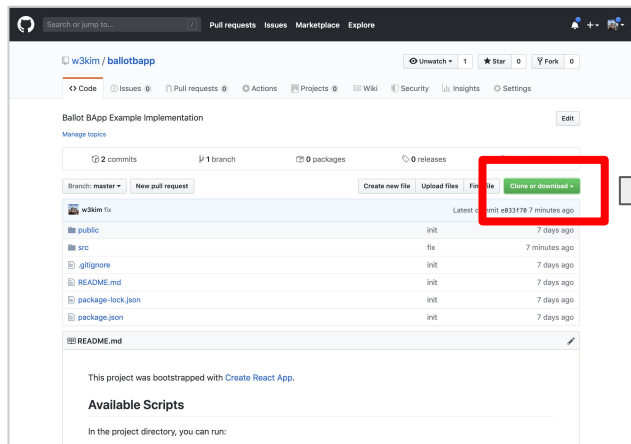 Search or jump to... /
Pull requests Issues Marketplace Explore
w3kim / ballotbapp
Unwatch 1 Star 0 Fork 0
Code Issues 0 Pull requests 0 Actions Projects 0 Wiki Security Insights Settings
Ballot BApp Example Implementation
Edit
Manage topics
2 commits 1 branch 0 packages 0 releases
Branch: master New pull request Create new file Upload files Find file Clone or download
w3kim fix Latest commit e033f70 7 minutes ago
public init 7 days ago
src fix 7 minutes ago
.gitignore init 7 days ago
README.md init 7 days ago
package-lock.json init 7 days ago
package.json init 7 days ago
README.md
This project was bootstrapped with Create React App.
Available Scripts
In the project directory, you can run: